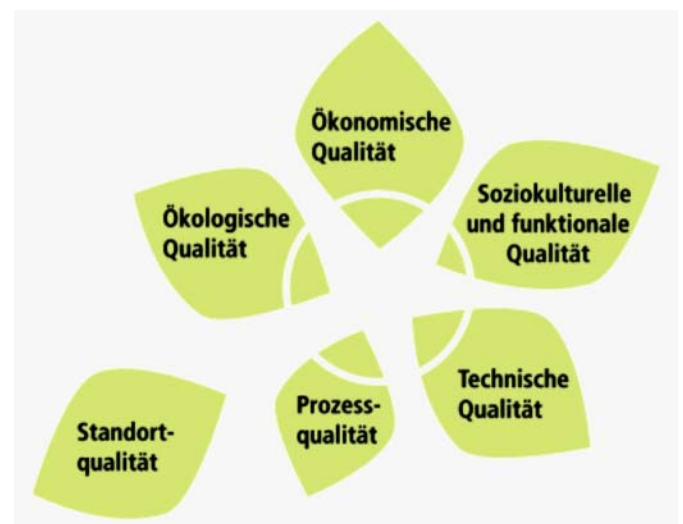 Ökonomische
Qualität
Ökologische
Qualität
Soziokulturelle
und funktionale
Qualität
Technische
Qualität
Prozess-
qualität
Standort-
qualität